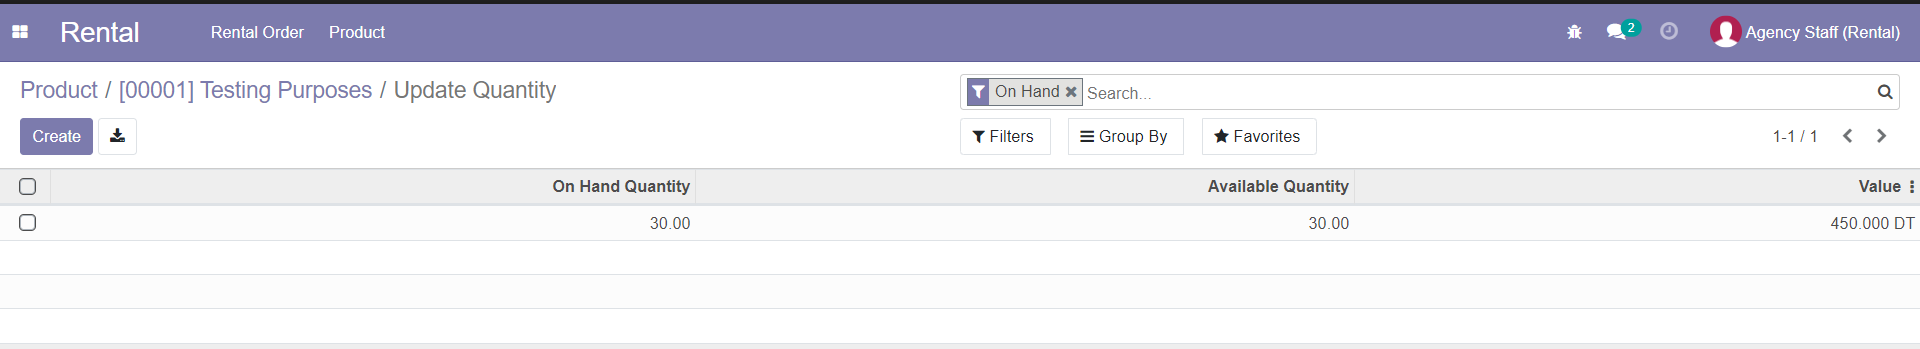 Rental Rental Order Product 2 Agency Staff (Rental)
Product / [00001] Testing Purposes / Update Quantity On Hand Search...
Create Filters Group By Favorites 1-1 / 1
On Hand Quantity Available Quantity Value
30.00 30.00 450.000 DT